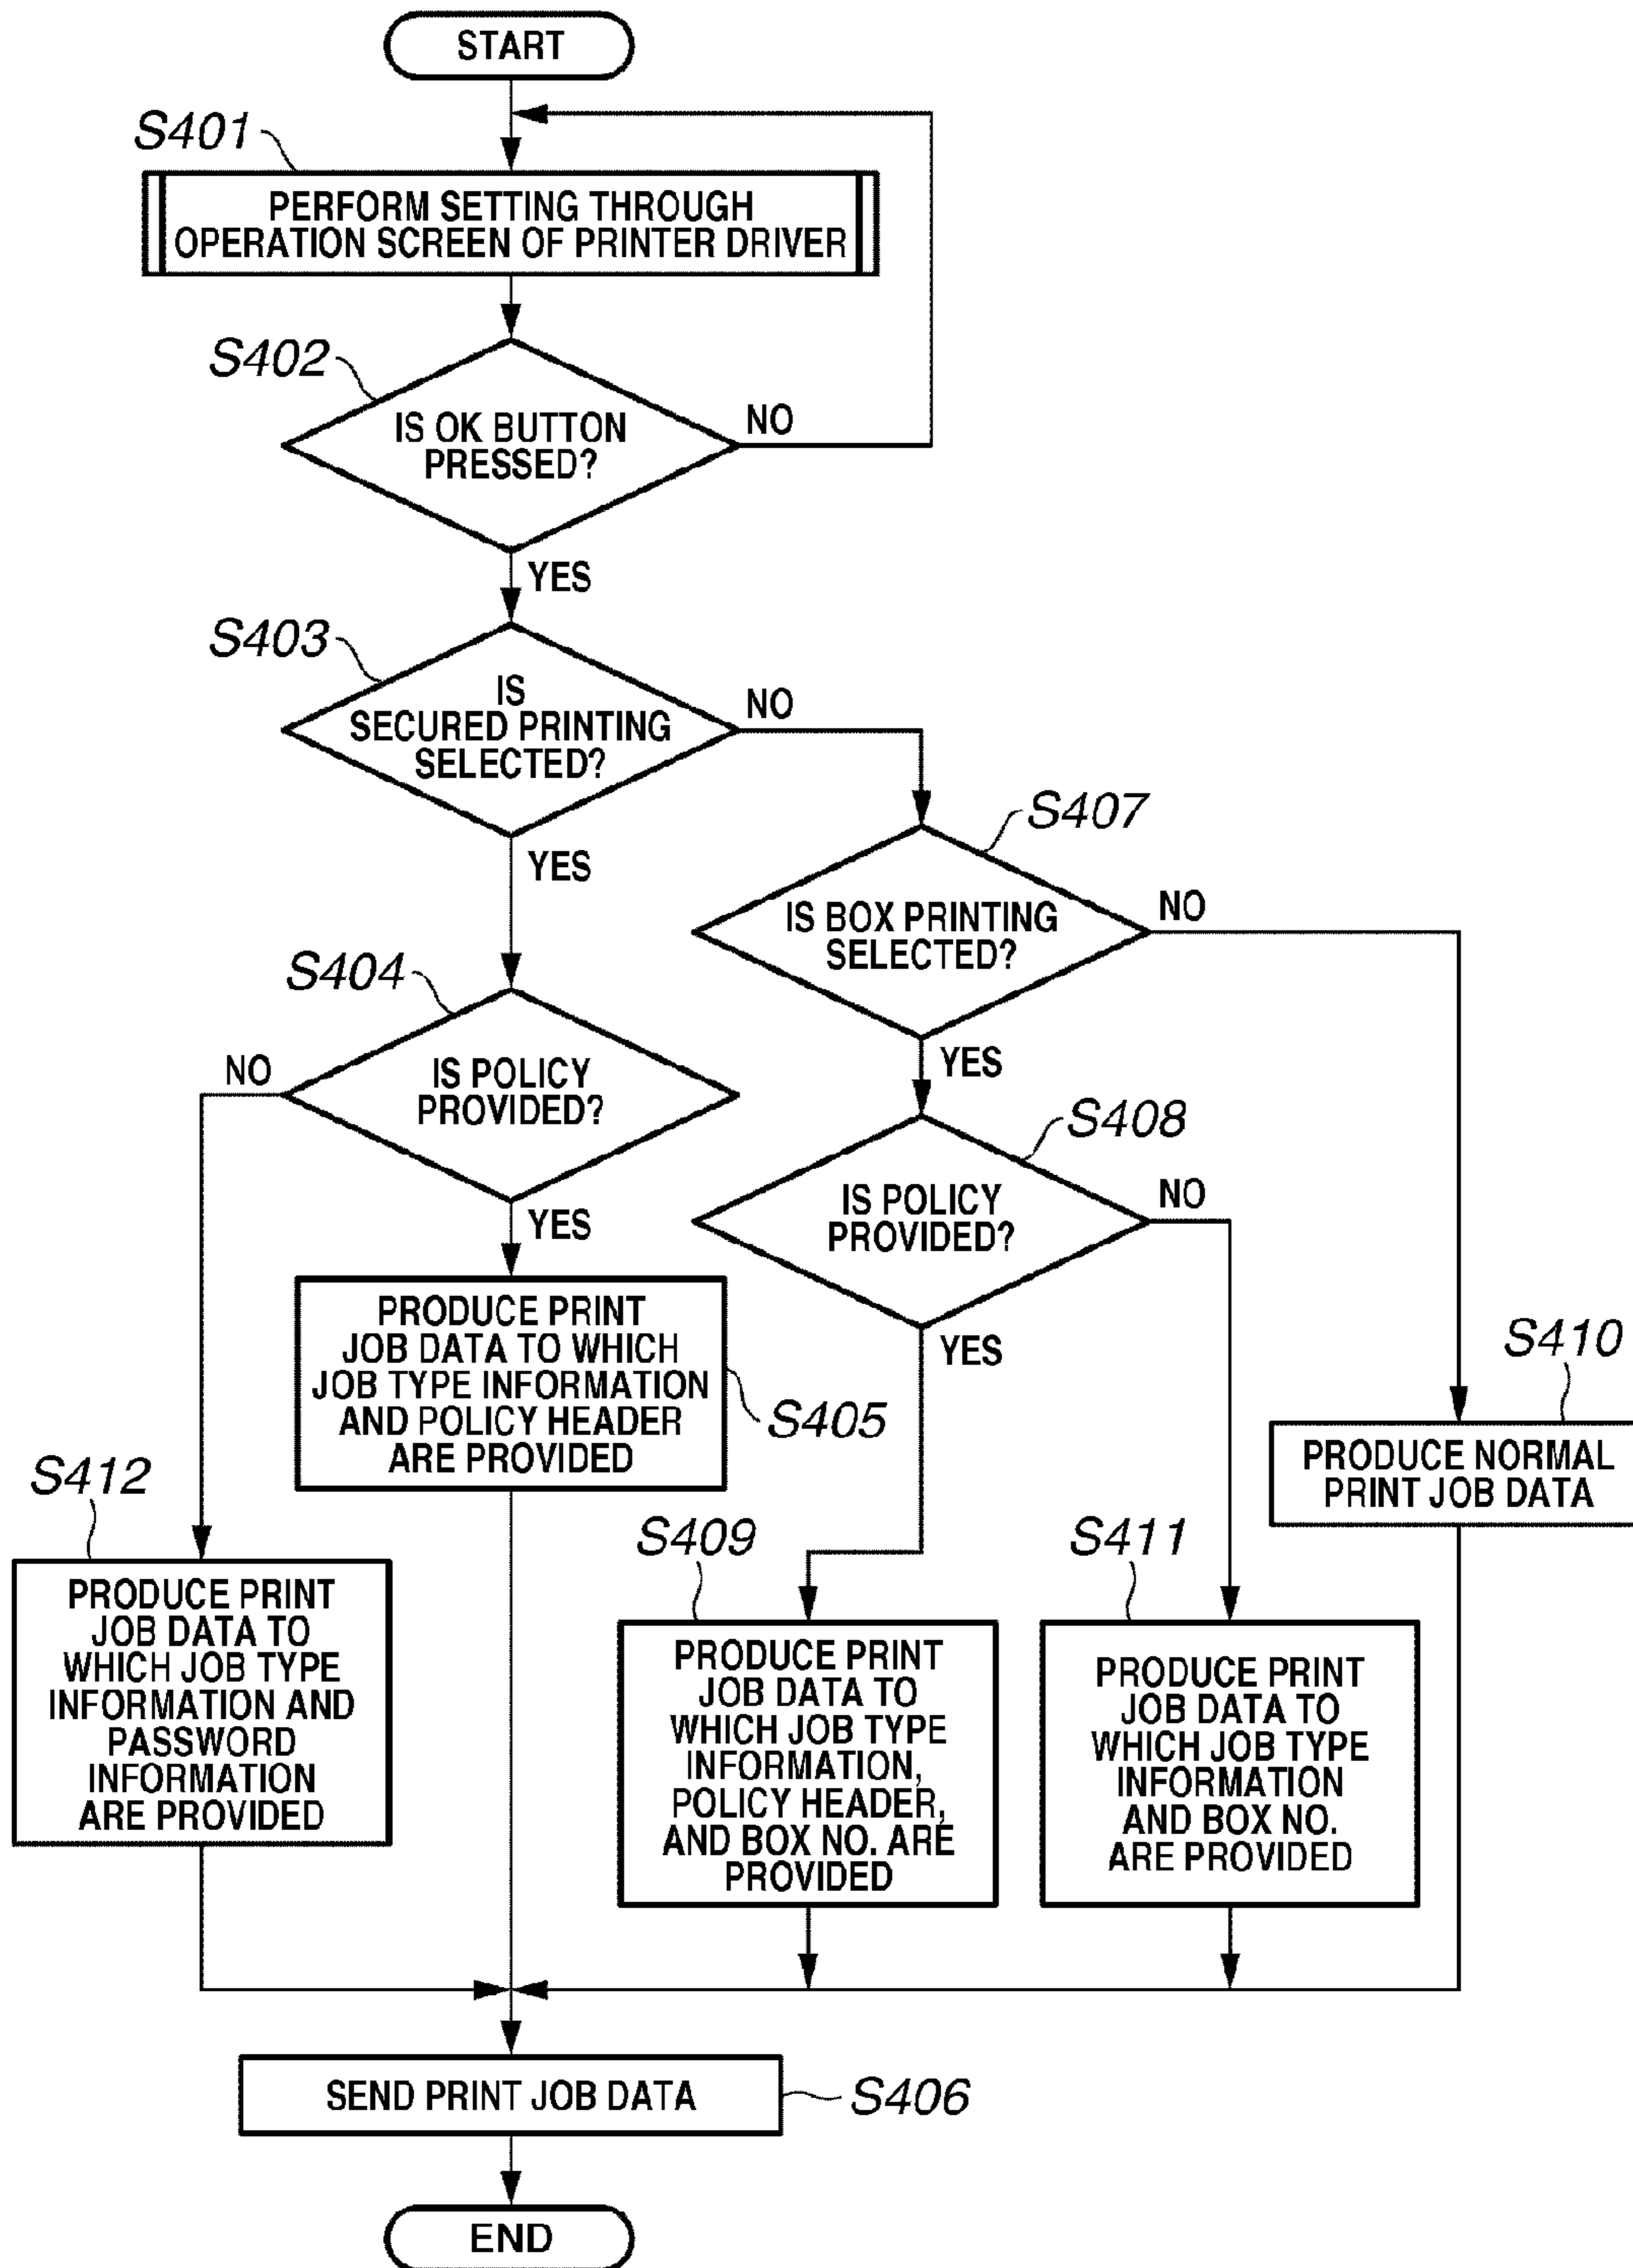 START
S401
PERFORM SETTING THROUGH
OPERATION SCREEN OF PRINTER DRIVER
S402
IS OK BUTTON
PRESSED?
NO
YES
S403
IS
SECURED PRINTING
SELECTED?
NO
YES
S407
IS BOX PRINTING
SELECTED?
NO
YES
S404
IS POLICY
PROVIDED?
NO
YES
S408
IS POLICY
PROVIDED?
NO
YES
PRODUCE PRINT
JOB DATA TO WHICH
JOB TYPE INFORMATION
AND POLICY HEADER
ARE PROVIDED
S405
S410
PRODUCE NORMAL
PRINT JOB DATA
S412
PRODUCE PRINT
JOB DATA TO
WHICH JOB TYPE
INFORMATION AND
PASSWORD
INFORMATION
ARE PROVIDED
S409
PRODUCE PRINT
JOB DATA TO
WHICH JOB TYPE
INFORMATION,
POLICY HEADER,
AND BOX NO. ARE
PROVIDED
S411
PRODUCE PRINT
JOB DATA TO
WHICH JOB TYPE
INFORMATION
AND BOX NO.
ARE PROVIDED
SEND PRINT JOB DATA
S406
END